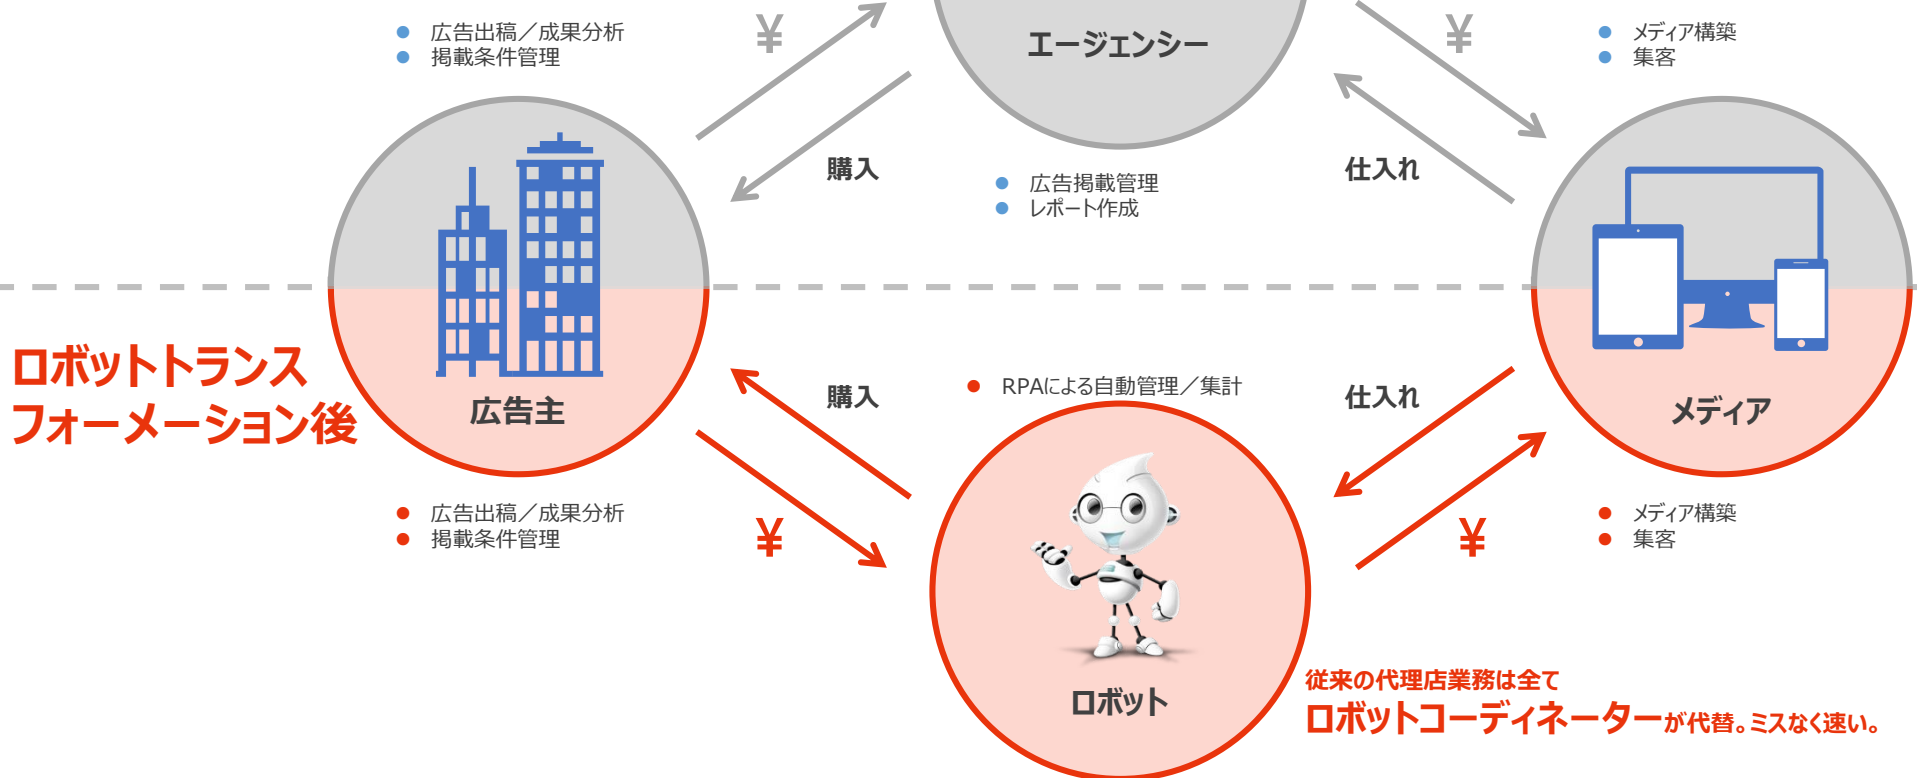 広告出稿／成果分析
掲載条件管理
¥
エージェンシー
¥
メディア構築
集客
購入
広告掲載管理
レポート作成
仕入れ
ロボットトランス
フォーメーション後
広告主
購入
RPAによる自動管理／集計
仕入れ
メディア
広告出稿／成果分析
掲載条件管理
¥
¥
メディア構築
集客
ロボット
従来の代理店業務は全て
ロボットコーディネーターが代替。ミスなく速い。